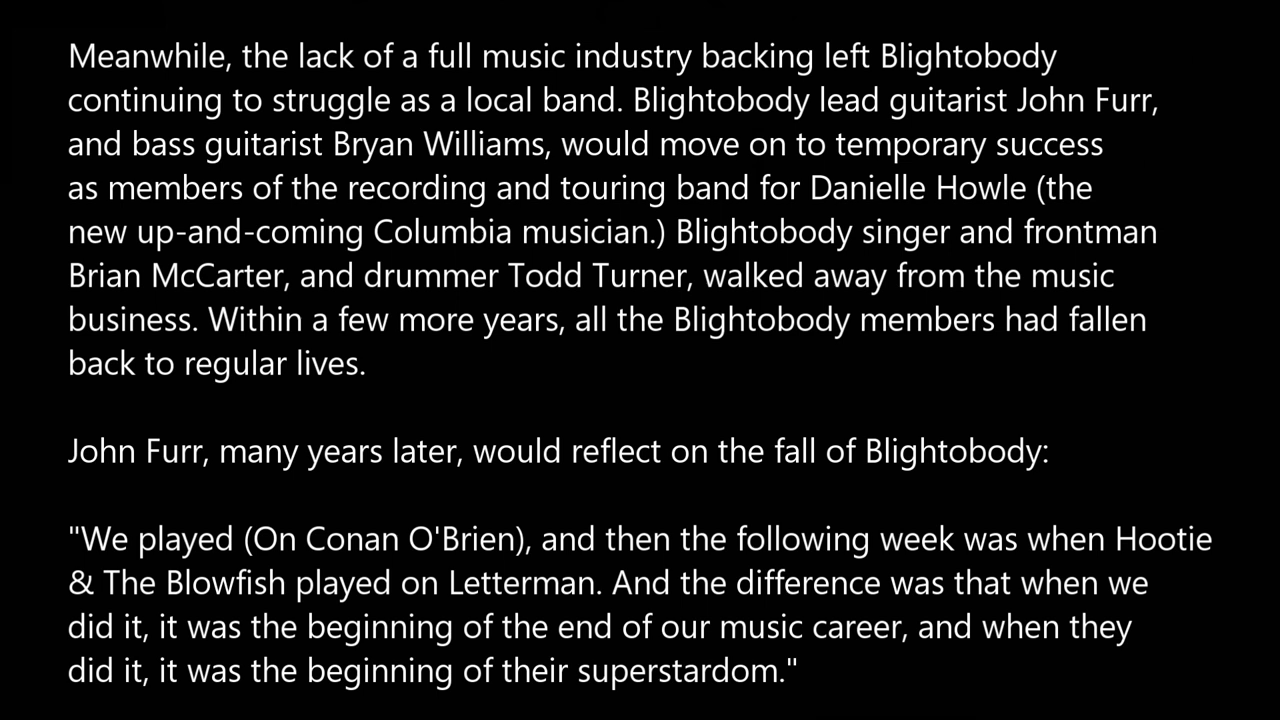 Meanwhile, the lack of a full music industry backing left Blightobody
continuing to struggle as a local band. Blightobody lead guitarist John Furr,
and bass guitarist Bryan Williams, would move on to temporary success
as members of the recording and touring band for Danielle Howle (the
new up-and-coming Columbia musician.) Blightobody singer and frontman
Brian McCarter, and drummer Todd Turner, walked away from the music
business. Within a few more years, all the Blightobody members had fallen
back to regular lives.
John Furr, many years later, would reflect on the fall of Blightobody:
"We played (On Conan O'Brien), and then the following week was when Hootie
& The Blowfish played on Letterman. And the difference was that when we
did it, it was the beginning of the end of our music career, and when they
did it, it was the beginning of their superstardom."